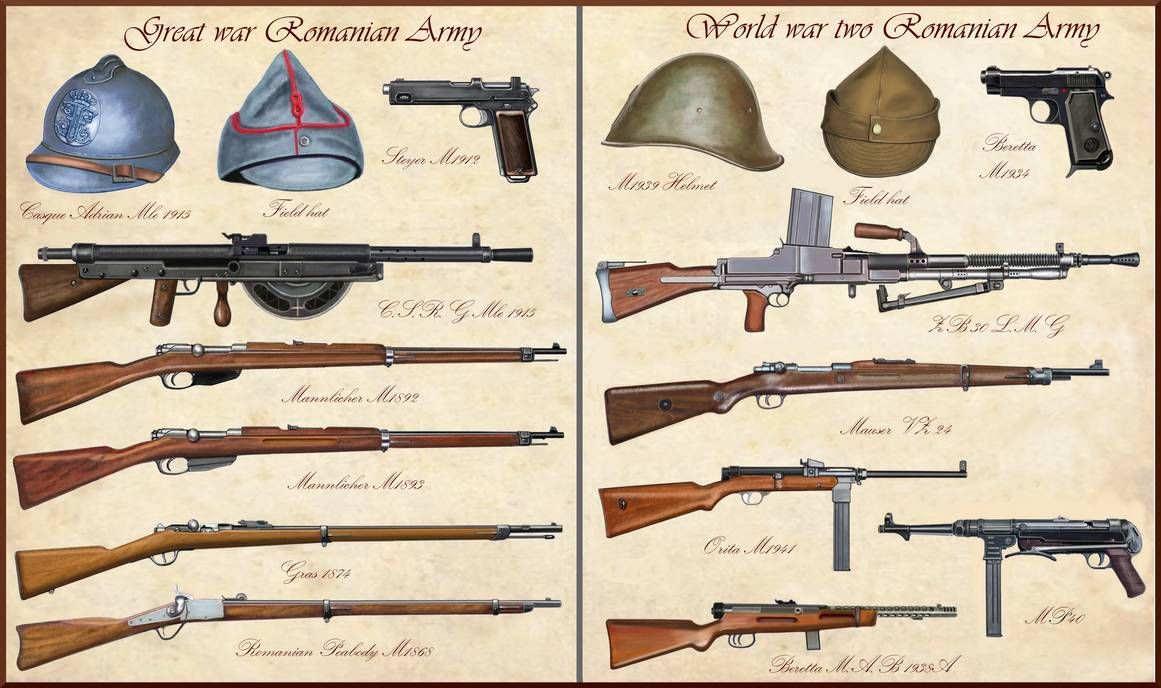 Great war Romanian Army
Casque Adrian Mle 1915
Field hat
Steyer M1912
C.S.R. G Mle 1915
Mannlicher M1892
Mannlicher M1893
Gras 1874
Romanian Peabody M1868
World war two Romanian Army
M1939 Helmet
Field hat
Beretta
M1934
Z B 30 L. M. G
Mauser VZ 24
Orita M1941
MP40
Beretta M. A. B 1938A